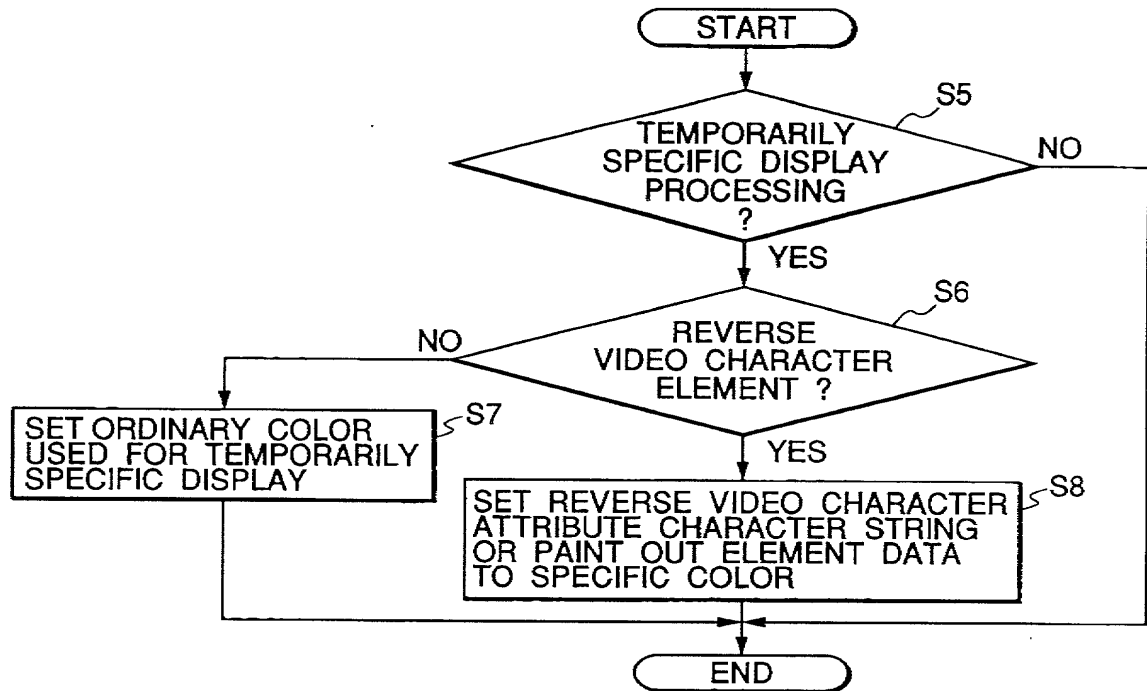 START
S5
TEMPORARILY
SPECIFIC DISPLAY
PROCESSING
?
NO
YES
S6
REVERSE
VIDEO CHARACTER
ELEMENT ?
NO
YES
S7
SET ORDINARY COLOR
USED FOR TEMPORARILY
SPECIFIC DISPLAY
S8
SET REVERSE VIDEO CHARACTER
ATTRIBUTE CHARACTER STRING
OR PAINT OUT ELEMENT DATA
TO SPECIFIC COLOR
END